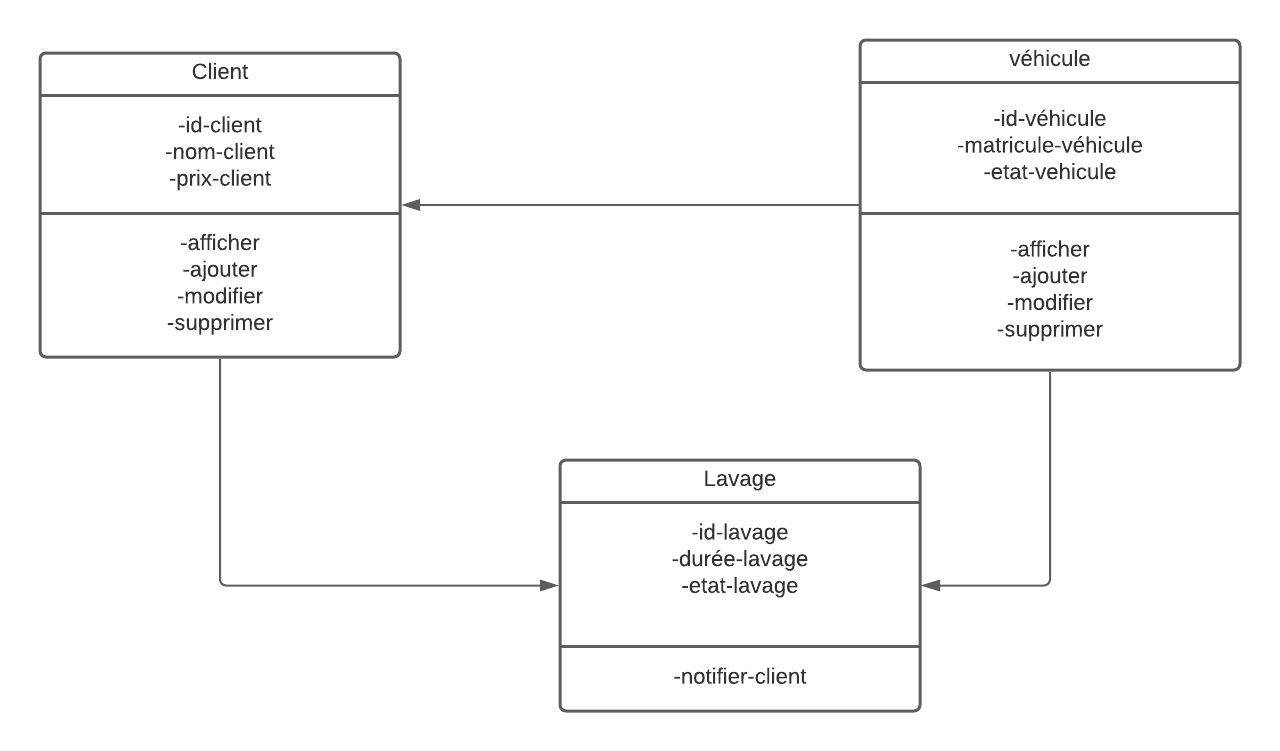 Client
-id-client
-nom-client
-prix-client
-afficher
-ajouter
-modifier
-supprimer
véhicule
-id-véhicule
-matricule-véhicule
-etat-vehicule
-afficher
-ajouter
-modifier
-supprimer
Lavage
-id-lavage
-durée-lavage
-etat-lavage
-notifier-client